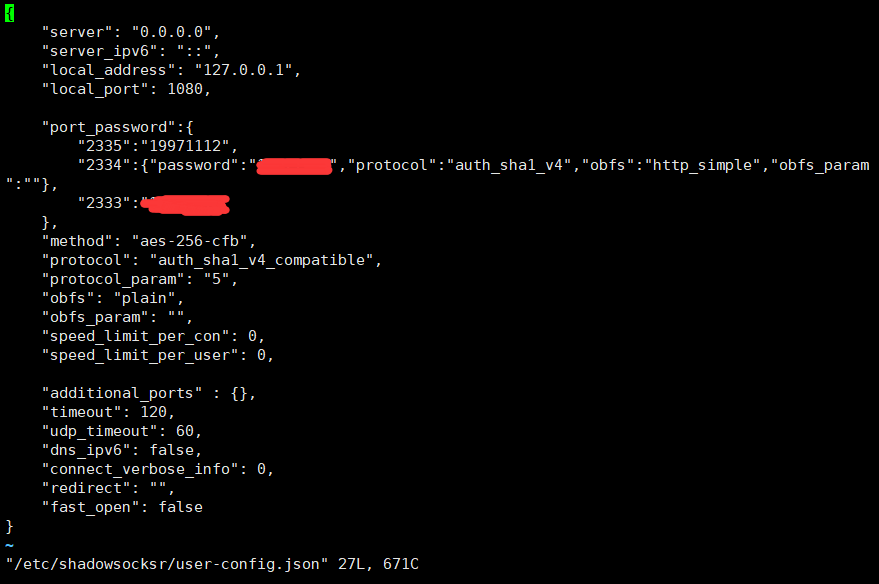 {
    "server": "0.0.0.0",
    "server_ipv6": "::",
    "local_address": "127.0.0.1",
    "local_port": 1080,

    "port_password":{
        "2335":"19971112",
        "2334":{"password":"","protocol":"auth_sha1_v4","obfs":"http_simple","obfs_param
":""},
        "2333":
    },
    "method": "aes-256-cfb",
    "protocol": "auth_sha1_v4_compatible",
    "protocol_param": "5",
    "obfs": "plain",
    "obfs_param": "",
    "speed_limit_per_con": 0,
    "speed_limit_per_user": 0,

    "additional_ports" : {},
    "timeout": 120,
    "udp_timeout": 60,
    "dns_ipv6": false,
    "connect_verbose_info": 0,
    "redirect": "",
    "fast_open": false
}
~
"/etc/shadowsocksr/user-config.json" 27L, 671C